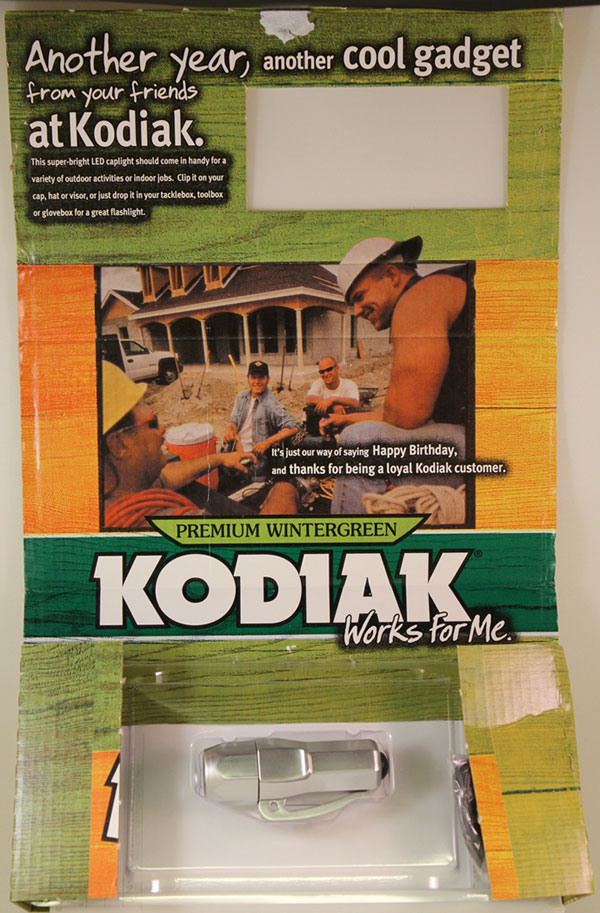 Another year, another cool gadget
from your friends
at Kodiak.
This super-bright LED caplight should come in handy for a
variety of outdoor activities or indoor jobs. Clip it on your
cap, hat or visor, or just drop it in your tacklebox, toolbox
or glovebox for a great flashlight.
It's just our way of saying Happy Birthday,
and thanks for being a loyal Kodiak customer.
PREMIUM WINTERGREEN
KODIAK®
Works For Me.